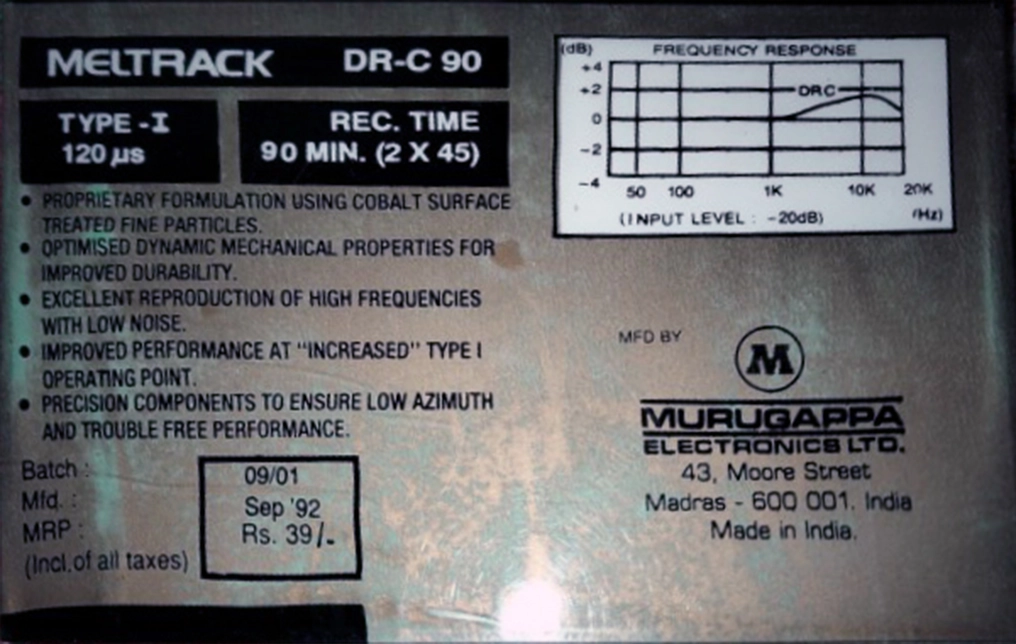 MELTRACK DR-C 90
TYPE -I
120 µs
REC. TIME
90 MIN. (2 X 45)
• PROPRIETARY FORMULATION USING COBALT SURFACE
TREATED FINE PARTICLES.
• OPTIMISED DYNAMIC MECHANICAL PROPERTIES FOR
IMPROVED DURABILITY.
• EXCELLENT REPRODUCTION OF HIGH FREQUENCIES
WITH LOW NOISE.
• IMPROVED PERFORMANCE AT "INCREASED" TYPE I
OPERATING POINT.
• PRECISION COMPONENTS TO ENSURE LOW AZIMUTH
AND TROUBLE FREE PERFORMANCE.
Batch : 09/01
Mfd. : Sep '92
MRP : Rs. 39/-
(Incl. of all taxes)
(dB) FREQUENCY RESPONSE
+4
+2 DRC
0
-2
-4
50 100 1K 10K 20K
(INPUT LEVEL : -20dB) (Hz)
MFD BY
M
MURUGAPPA
ELECTRONICS LTD.
43, Moore Street
Madras - 600 001. India
Made in India.